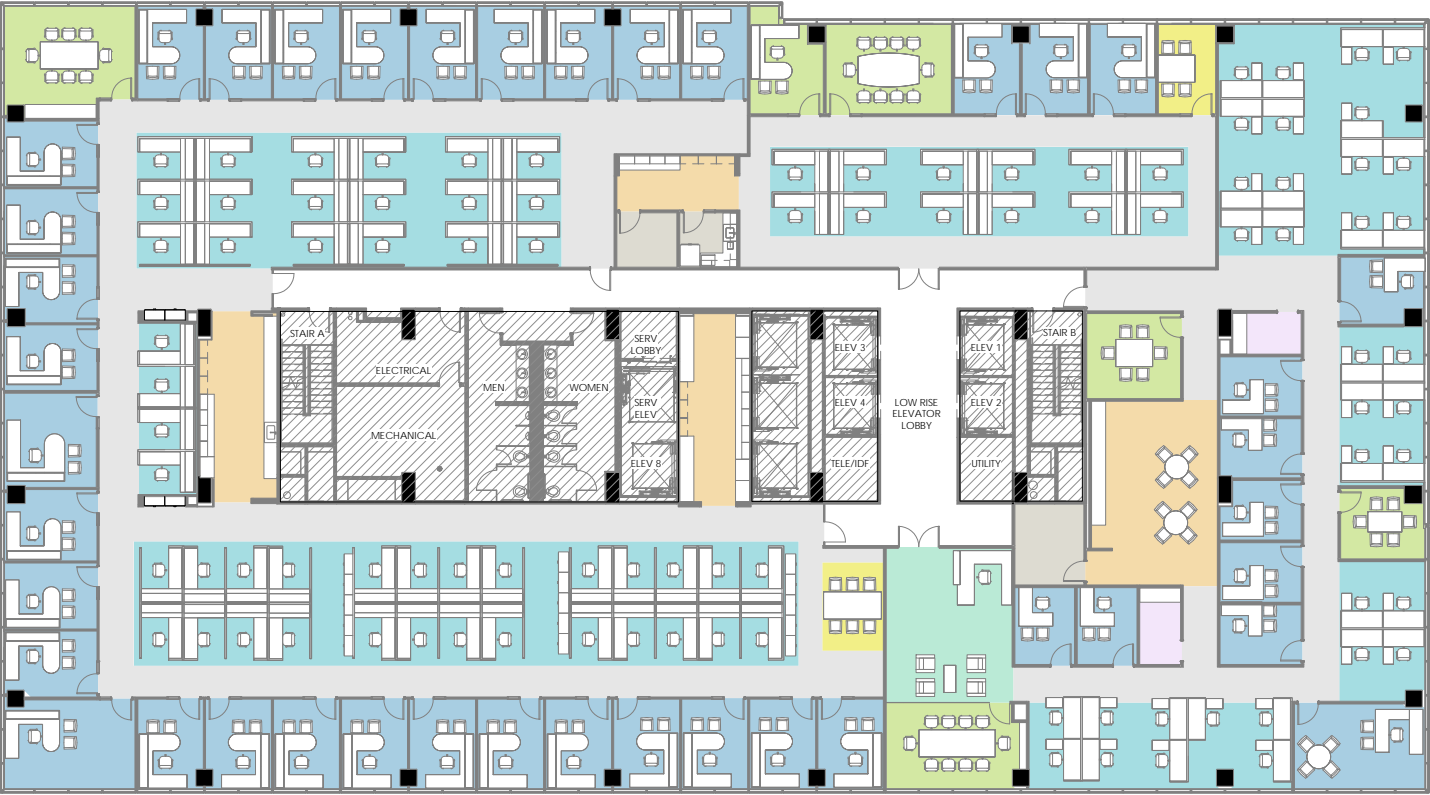 STAIR A
ELECTRICAL
MECHANICAL
MEN
WOMEN
SERV
LOBBY
SERV
ELEV
ELEV 8
ELEV 3
ELEV 4
TELE/IDF
LOW RISE
ELEVATOR
LOBBY
ELEV 1
ELEV 2
UTILITY
STAIR B